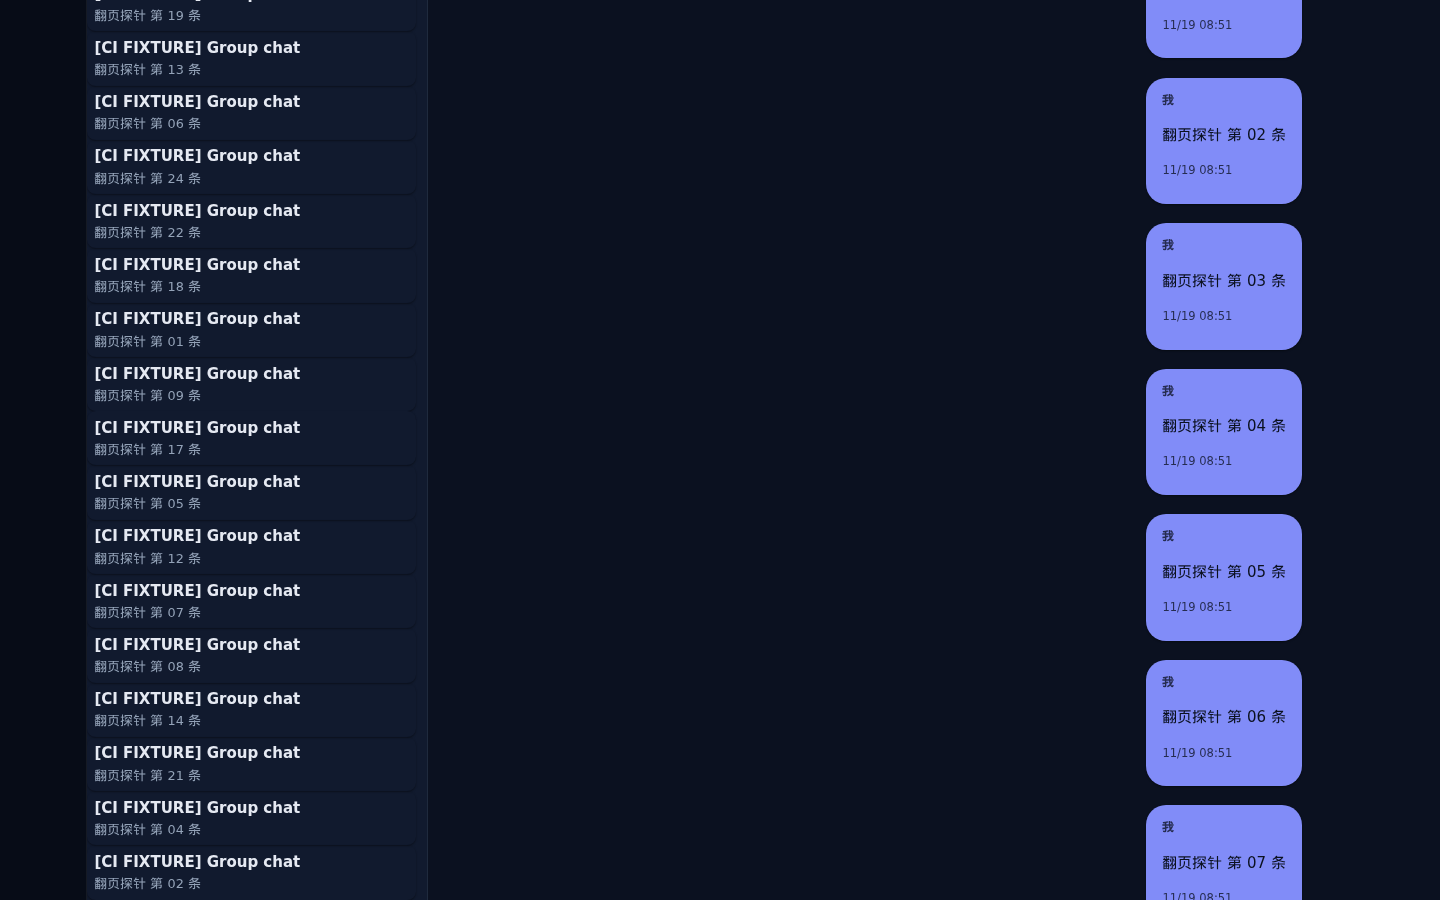 翻页探针 第 19 条
[CI FIXTURE] Group chat
翻页探针 第 13 条
[CI FIXTURE] Group chat
翻页探针 第 06 条
[CI FIXTURE] Group chat
翻页探针 第 24 条
[CI FIXTURE] Group chat
翻页探针 第 22 条
[CI FIXTURE] Group chat
翻页探针 第 18 条
[CI FIXTURE] Group chat
翻页探针 第 01 条
[CI FIXTURE] Group chat
翻页探针 第 09 条
[CI FIXTURE] Group chat
翻页探针 第 17 条
[CI FIXTURE] Group chat
翻页探针 第 05 条
[CI FIXTURE] Group chat
翻页探针 第 12 条
[CI FIXTURE] Group chat
翻页探针 第 07 条
[CI FIXTURE] Group chat
翻页探针 第 08 条
[CI FIXTURE] Group chat
翻页探针 第 14 条
[CI FIXTURE] Group chat
翻页探针 第 21 条
[CI FIXTURE] Group chat
翻页探针 第 04 条
[CI FIXTURE] Group chat
翻页探针 第 02 条
11/19 08:51
我
翻页探针 第 02 条
11/19 08:51
我
翻页探针 第 03 条
11/19 08:51
我
翻页探针 第 04 条
11/19 08:51
我
翻页探针 第 05 条
11/19 08:51
我
翻页探针 第 06 条
11/19 08:51
我
翻页探针 第 07 条
11/19 08:51